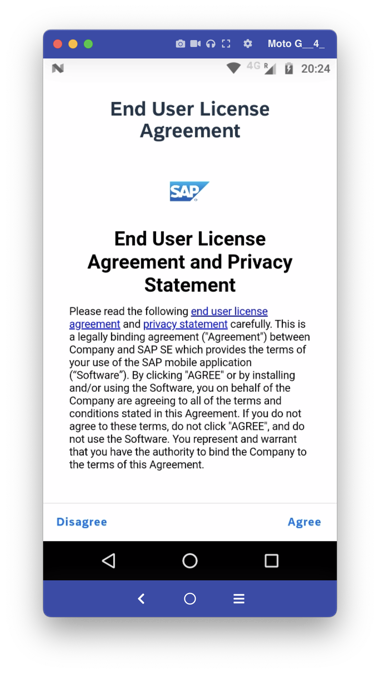 Moto G__4_
4G R 20:24
End User License
Agreement
SAP
End User License
Agreement and Privacy
Statement
Please read the following end user license
agreement and privacy statement carefully. This is
a legally binding agreement ("Agreement") between
Company and SAP SE which provides the terms of
your use of the SAP mobile application
("Software"). By clicking "AGREE" or by installing
and/or using the Software, you on behalf of the
Company are agreeing to all of the terms and
conditions stated in this Agreement. If you do not
agree to these terms, do not click "AGREE", and do
not use the Software. You represent and warrant
that you have the authority to bind the Company to
the terms of this Agreement.
Disagree Agree